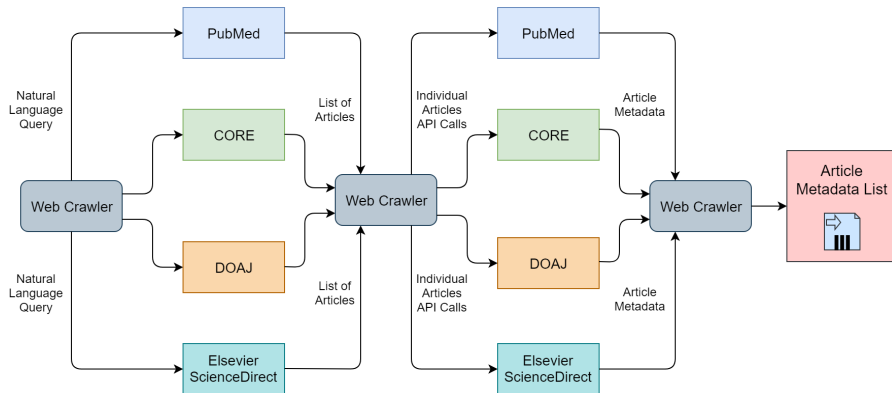 PubMed
PubMed
Natural
Language
Query
List of
Articles
Individual
Articles
API Calls
Article
Metadata
CORE
CORE
Web Crawler
Web Crawler
Web Crawler
Article
Metadata List
DOAJ
DOAJ
Natural
Language
Query
List of
Articles
Individual
Articles
API Calls
Article
Metadata
Elsevier
ScienceDirect
Elsevier
ScienceDirect